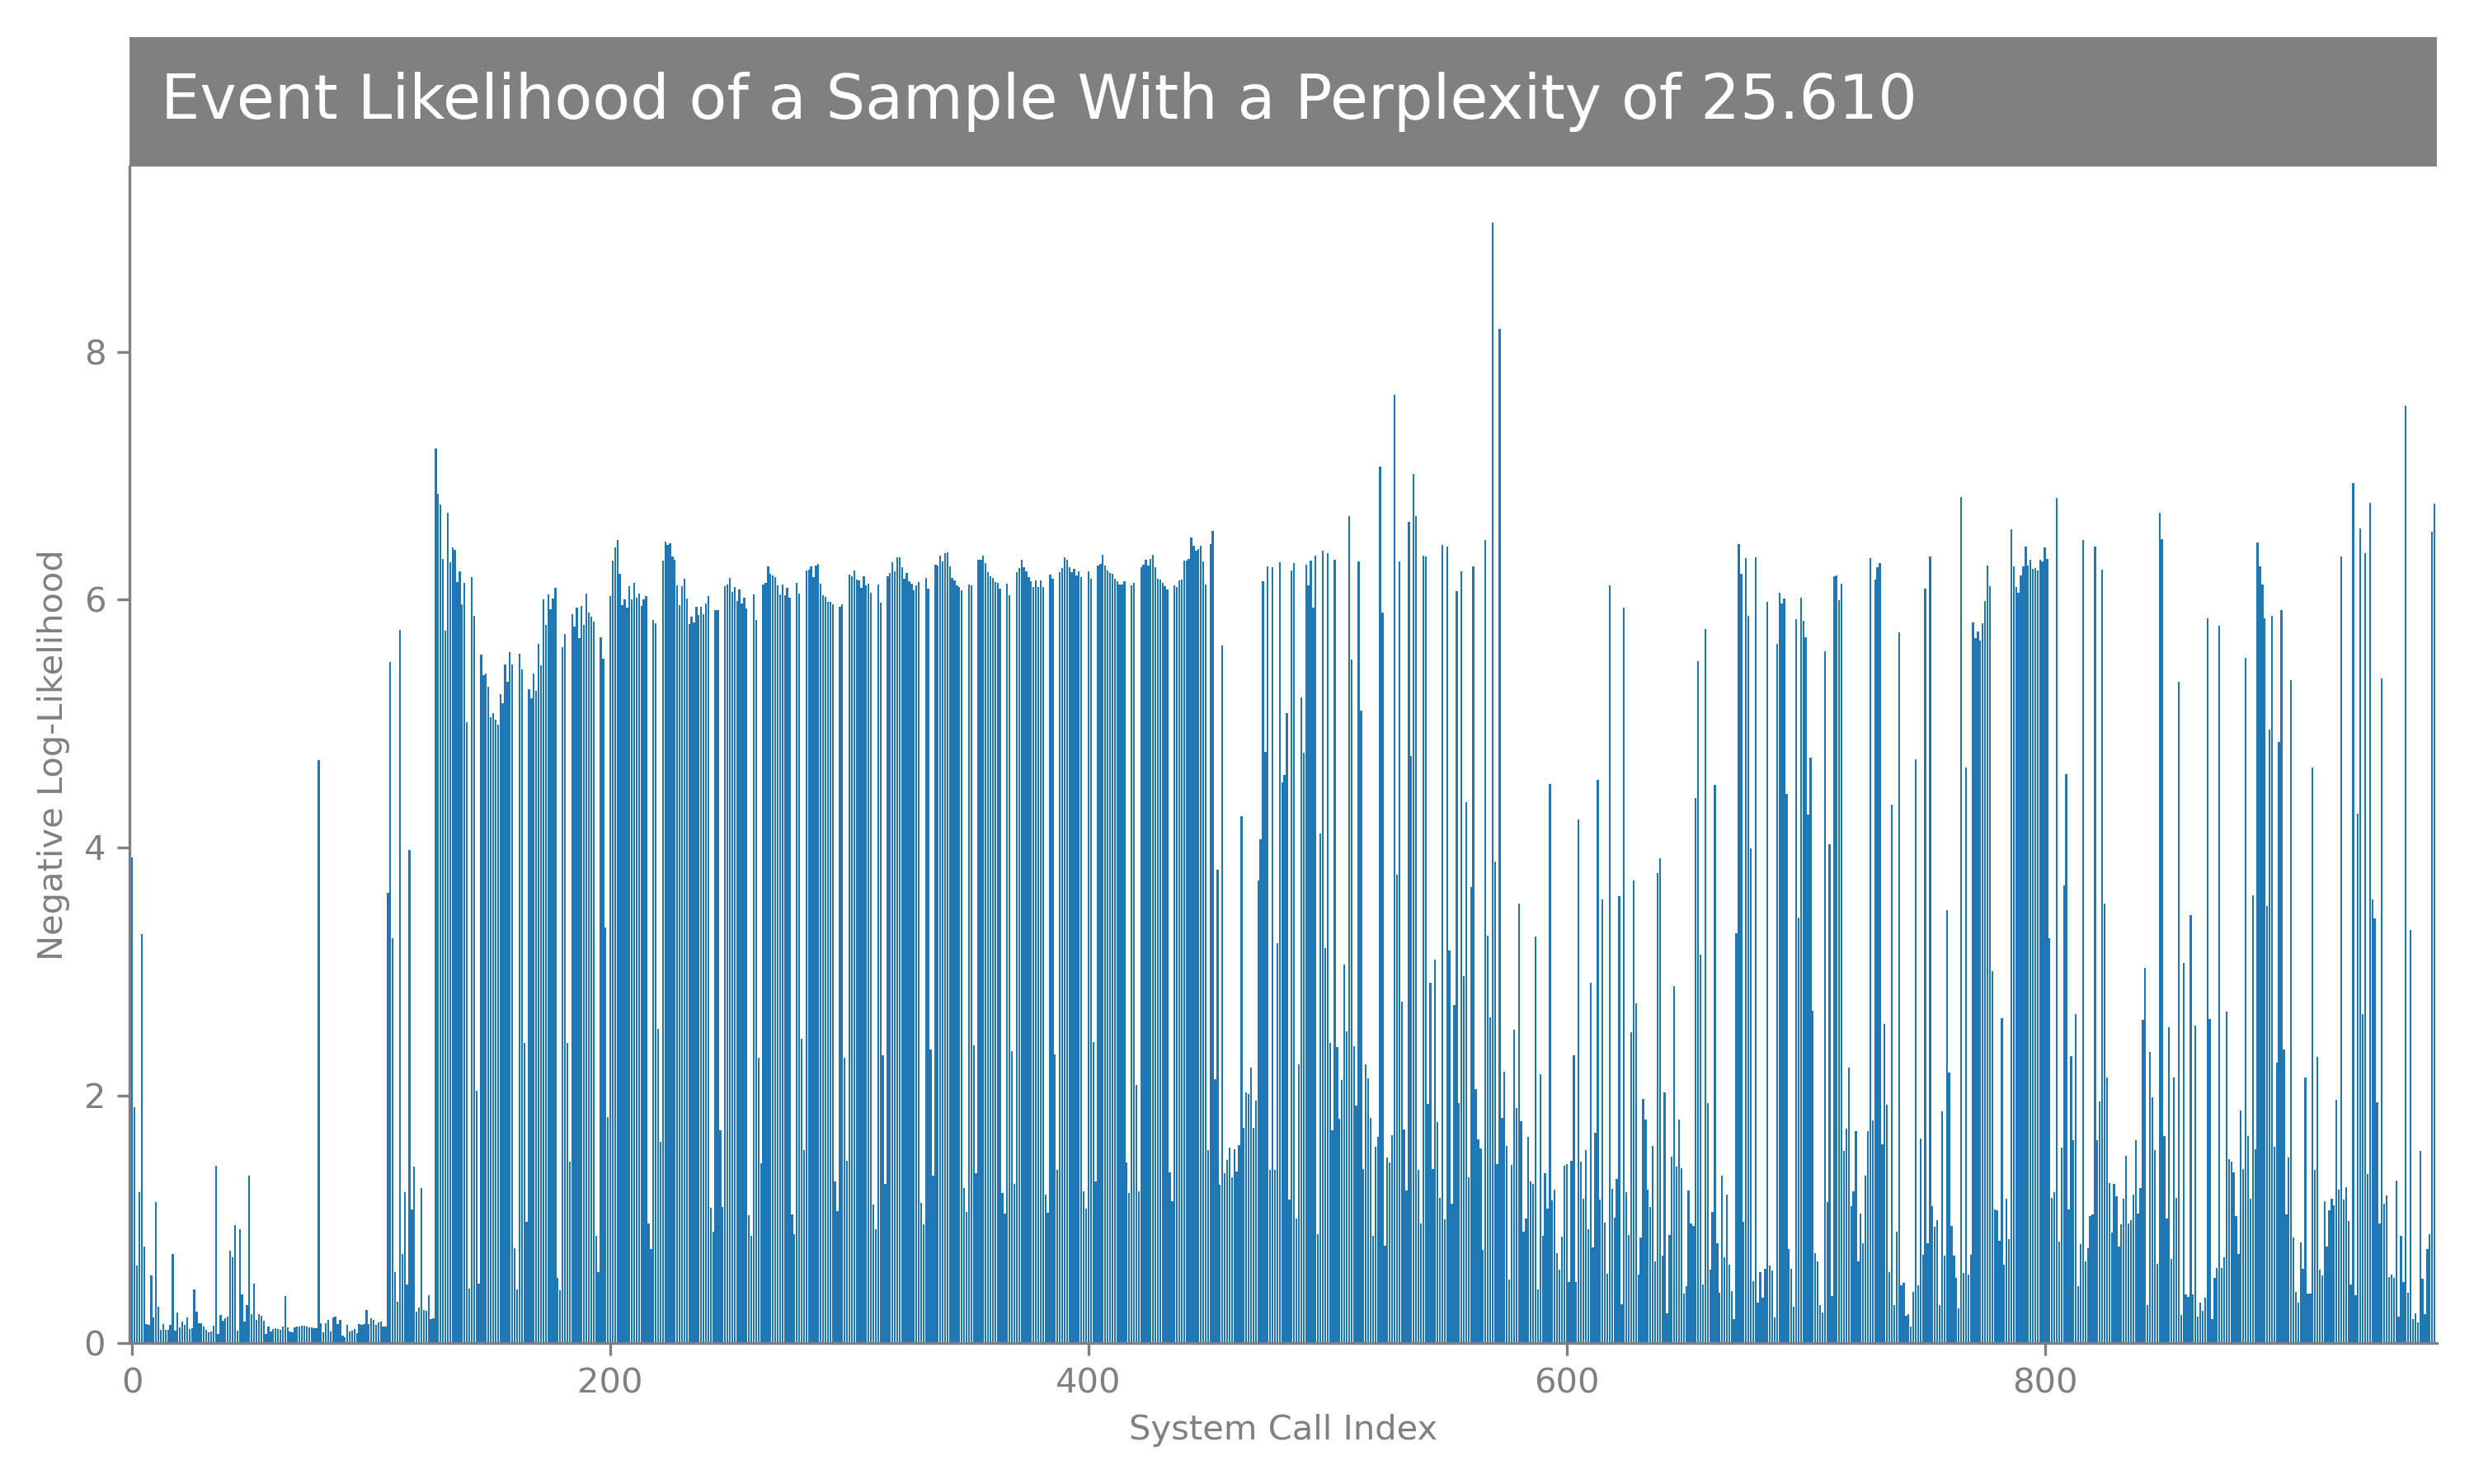 Event Likelihood of a Sample With a Perplexity of 25.610
Negative Log-Likelihood
8
6
4
2
0
0 200 400 600 800
System Call Index